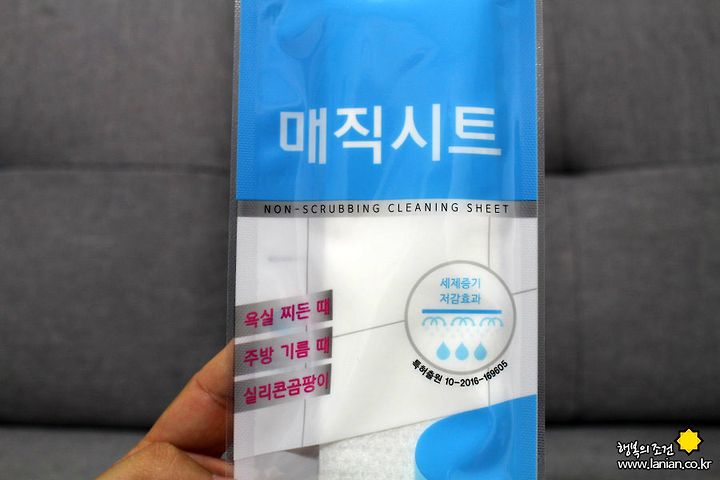 매직시트
NON-SCRUBBING CLEANING SHEET
세제증기
저감효과
특허출원 10-2016-169605
욕실 찌든 때
주방 기름 때
실리콘곰팡이
행복의조건
www.lanian.co.kr